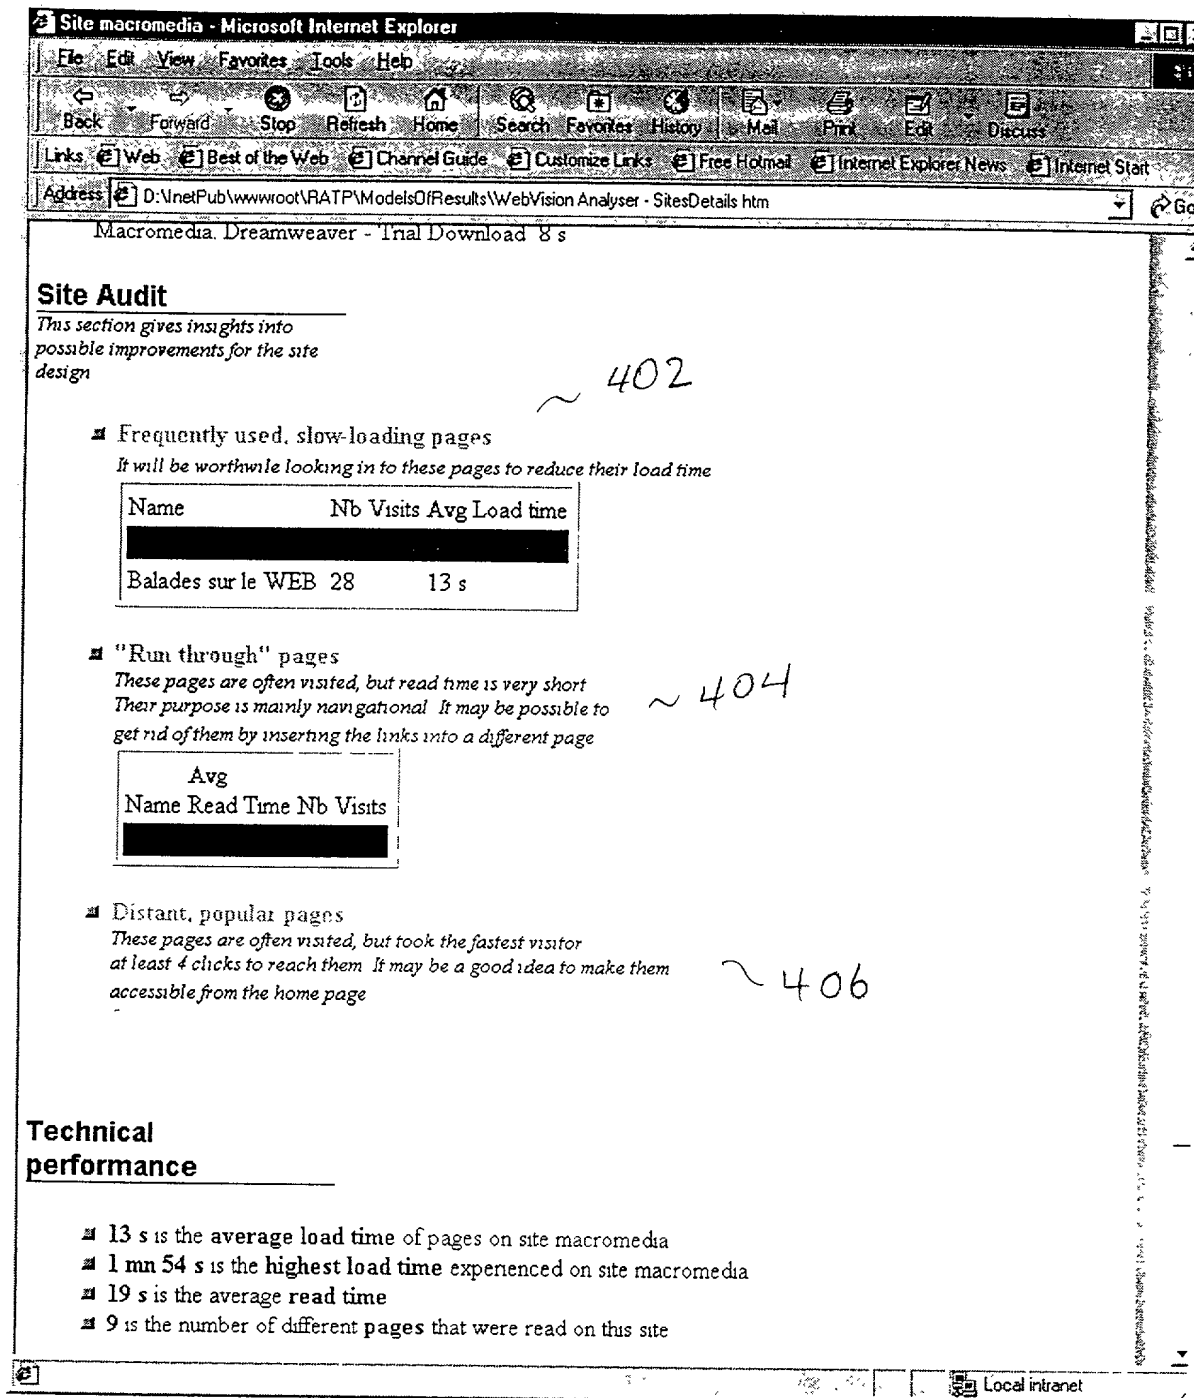 Site macromedia - Microsoft Internet Explorer
File Edit View Favorites Tools Help
Back Forward Stop Refresh Home Search Favorites History Mail Print Edit Discuss
Links Web Best of the Web Channel Guide Customize Links Free Hotmail Internet Explorer News Internet Start
Address D:\InetPub\wwwroot\RATP\ModelsOfResults\WebVision Analyser - SitesDetails htm Go
Macromedia. Dreamweaver - Trial Download 8 s
Site Audit
This section gives insights into
possible improvements for the site
design
402
Frequently used, slow-loading pages
It will be worthwile looking in to these pages to reduce their load time
Name Nb Visits Avg Load time
Balades sur le WEB 28 13 s
"Run through" pages
These pages are often visited, but read time is very short
Their purpose is mainly navigational It may be possible to
get rid of them by inserting the links into a different page
~ 404
Avg
Name Read Time Nb Visits
Distant, popular pages
These pages are often visited, but took the fastest visitor
at least 4 clicks to reach them It may be a good idea to make them
accessible from the home page
~ 406
Technical
performance
13 s is the average load time of pages on site macromedia
1 mn 54 s is the highest load time experienced on site macromedia
19 s is the average read time
9 is the number of different pages that were read on this site
Local intranet